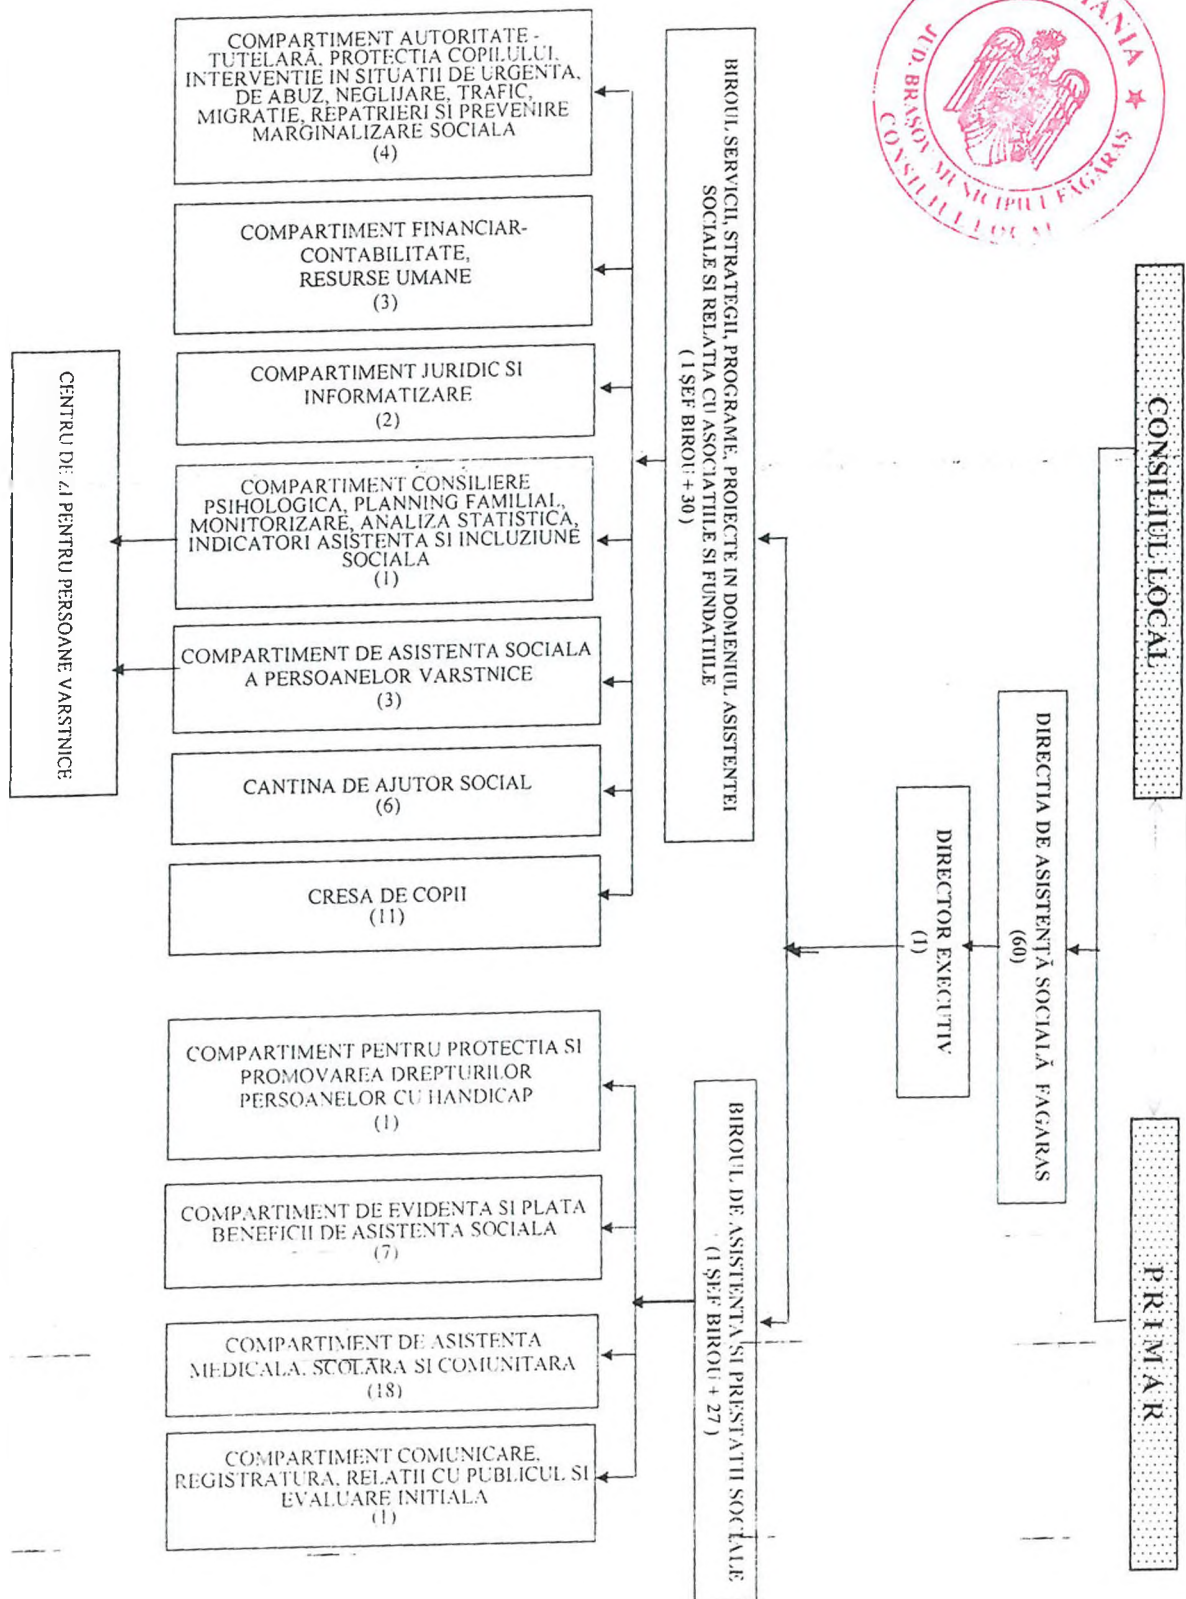 ROMANIA ★
JUD. BRAȘOV MUNICIPIUL FĂGĂRAȘ
CONSILIUL LOCAL
CONSILIUL LOCAL
PRIMAR
DIRECTIA DE ASISTENȚĂ SOCIALĂ FAGARAS
(60)
DIRECTOR EXECUTIV
(1)
BIROUL SERVICII, STRATEGII, PROGRAME, PROIECTE IN DOMENIUL ASISTENTEI
SOCIALE SI RELATIA CU ASOCIATIILE SI FUNDATIILE
(1 ȘEF BIROU + 30)
BIROUL DE ASISTENTA SI PRESTATII SOCIALE
(1 ȘEF BIROU + 27)
COMPARTIMENT AUTORITATE -
TUTELARĂ, PROTECTIA COPILULUI,
INTERVENTIE IN SITUATII DE URGENTA,
DE ABUZ, NEGLIJARE, TRAFIC,
MIGRATIE, REPATRIERI SI PREVENIRE
MARGINALIZARE SOCIALA
(4)
COMPARTIMENT FINANCIAR-
CONTABILITATE,
RESURSE UMANE
(3)
COMPARTIMENT JURIDIC SI
INFORMATIZARE
(2)
COMPARTIMENT CONSILIERE
PSIHOLOGICA, PLANNING FAMILIAL,
MONITORIZARE, ANALIZA STATISTICA,
INDICATORI ASISTENTA SI INCLUZIUNE
SOCIALA
(1)
COMPARTIMENT DE ASISTENTA SOCIALA
A PERSOANELOR VARSTNICE
(3)
CANTINA DE AJUTOR SOCIAL
(6)
CRESA DE COPII
(11)
COMPARTIMENT PENTRU PROTECTIA SI
PROMOVAREA DREPTURILOR
PERSOANELOR CU HANDICAP
(1)
COMPARTIMENT DE EVIDENTA SI PLATA
BENEFICII DE ASISTENTA SOCIALA
(7)
COMPARTIMENT DE ASISTENTA
MEDICALA, SCOLARA SI COMUNITARA
(18)
COMPARTIMENT COMUNICARE,
REGISTRATURA, RELATII CU PUBLICUL SI
EVALUARE INITIALA
(1)
CENTRU DE ZI PENTRU PERSOANE VARSTNICE